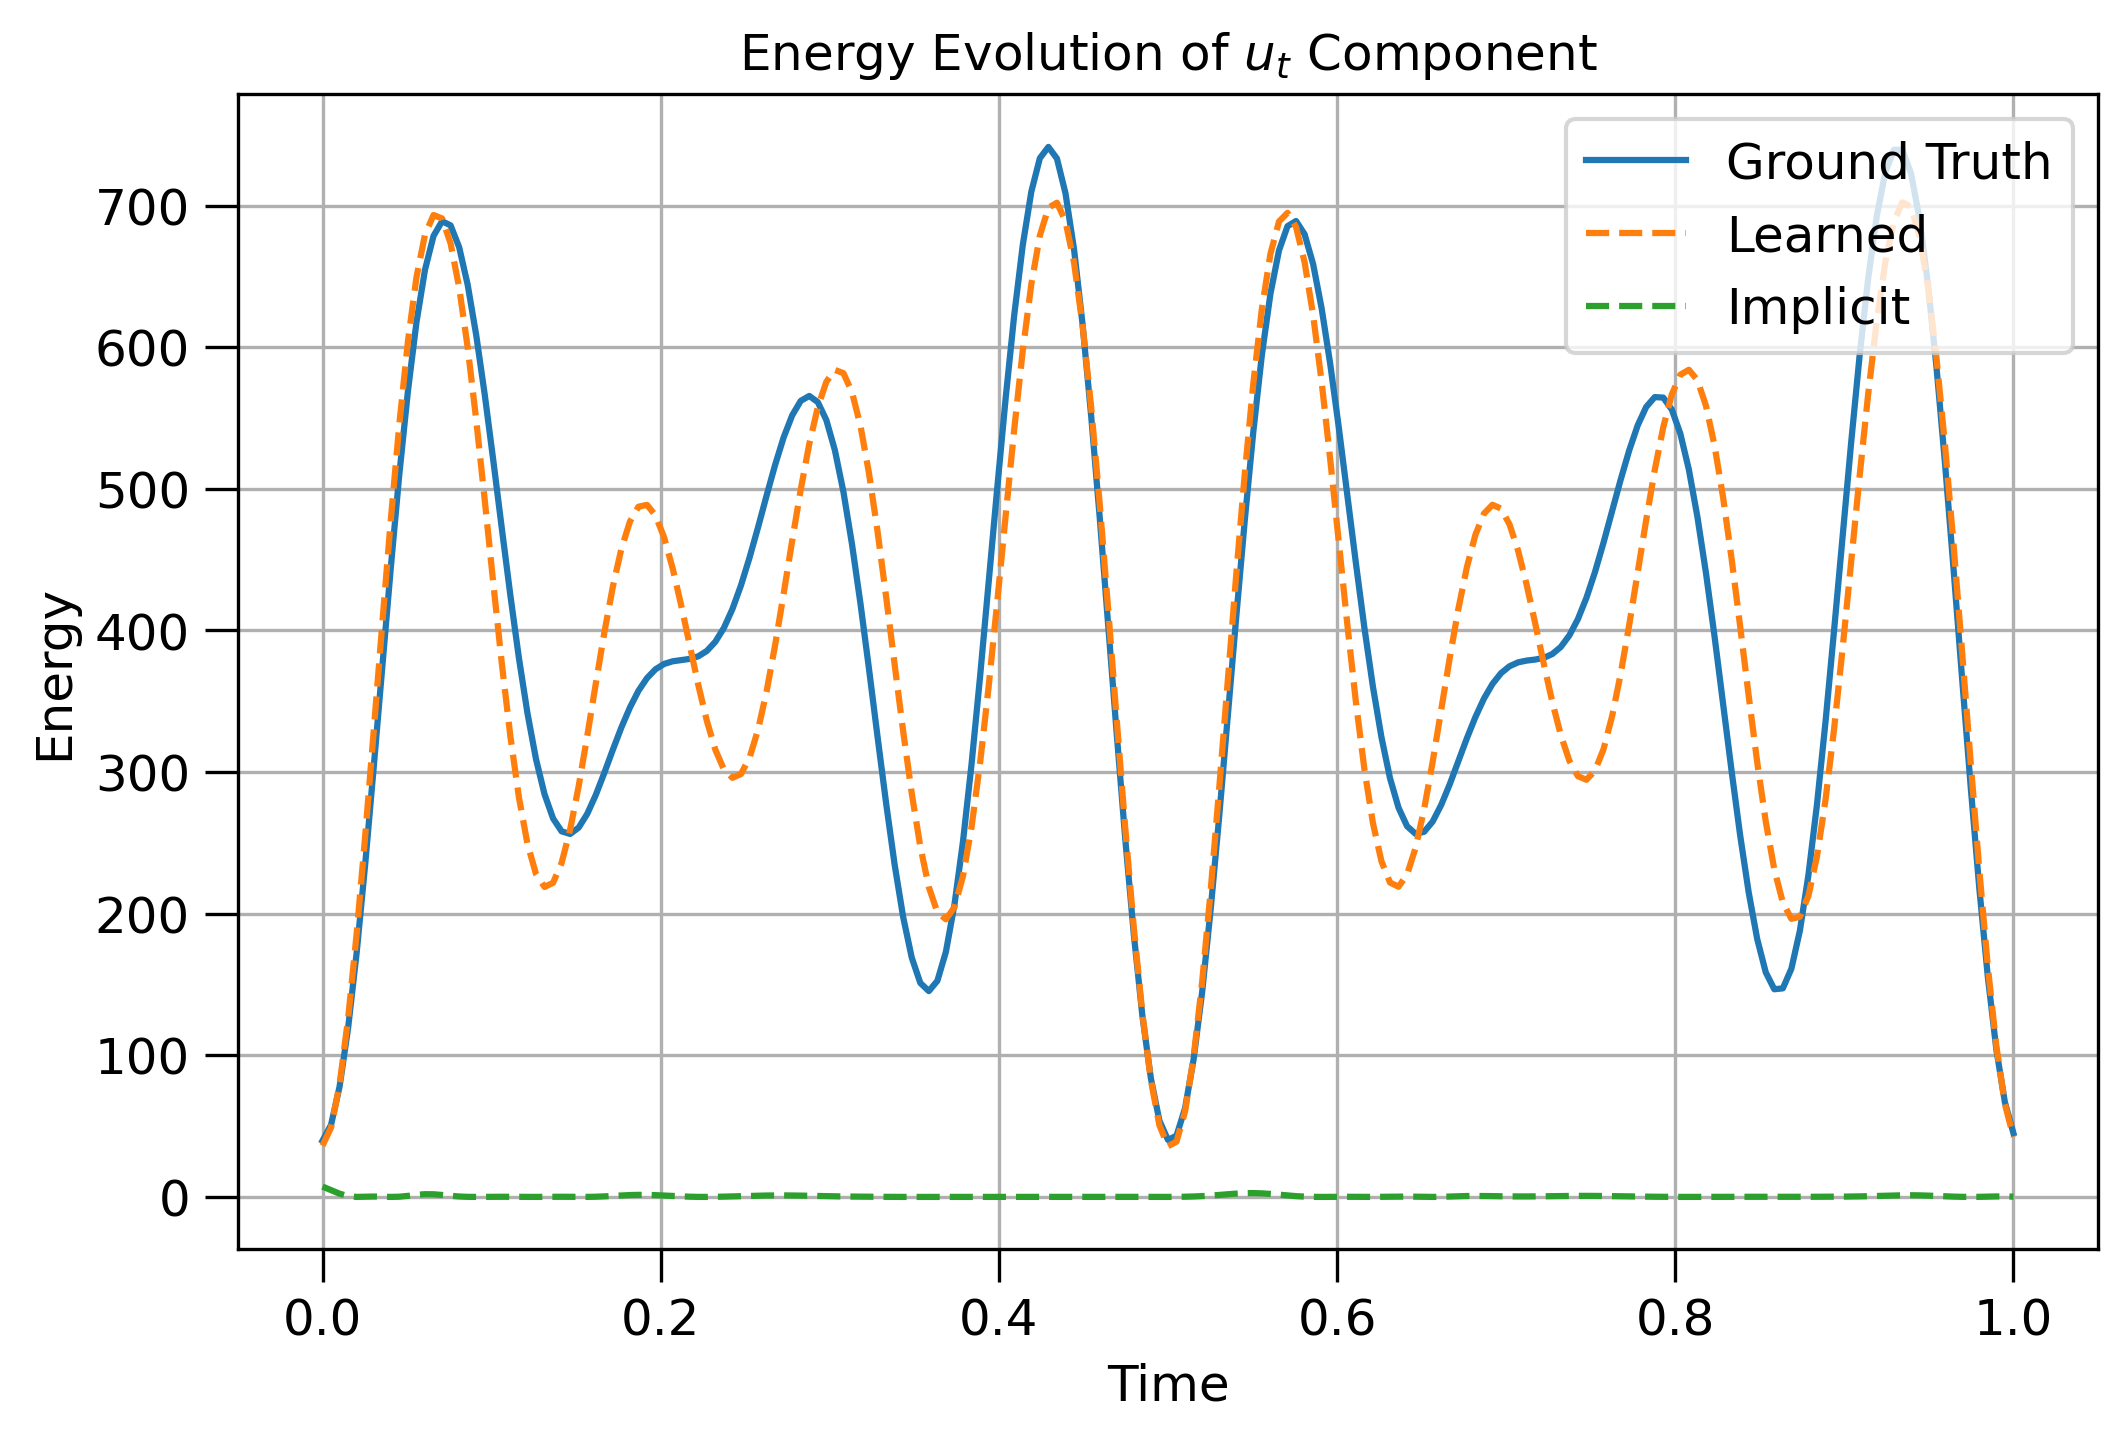 Energy Evolution of $u_t$ Component
Energy
700
600
500
400
300
200
100
0
0.0 0.2 0.4 0.6 0.8 1.0
Time
Ground Truth
Learned
Implicit